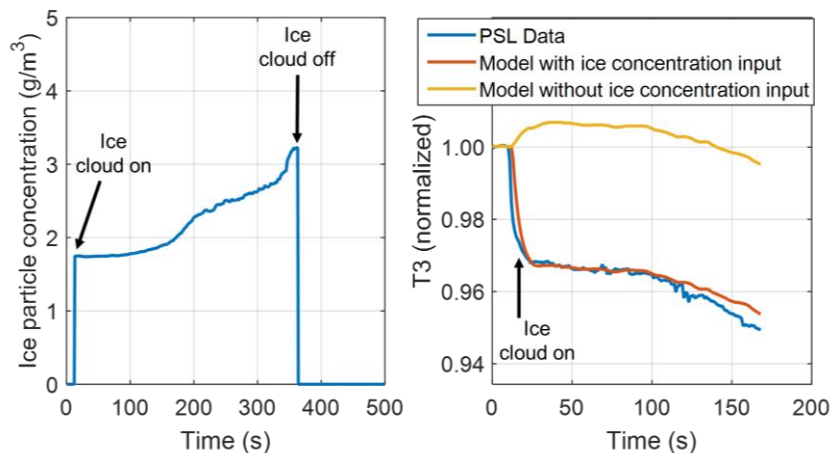 Ice particle concentration (g/m³)
5
4
3
2
1
0
Ice
cloud off
Ice
cloud on
0
100
200
300
400
500
Time (s)
PSL Data
Model with ice concentration input
Model without ice concentration input
T3 (normalized)
1.00
0.98
0.96
0.94
Ice
cloud on
0
50
100
150
200
Time (s)